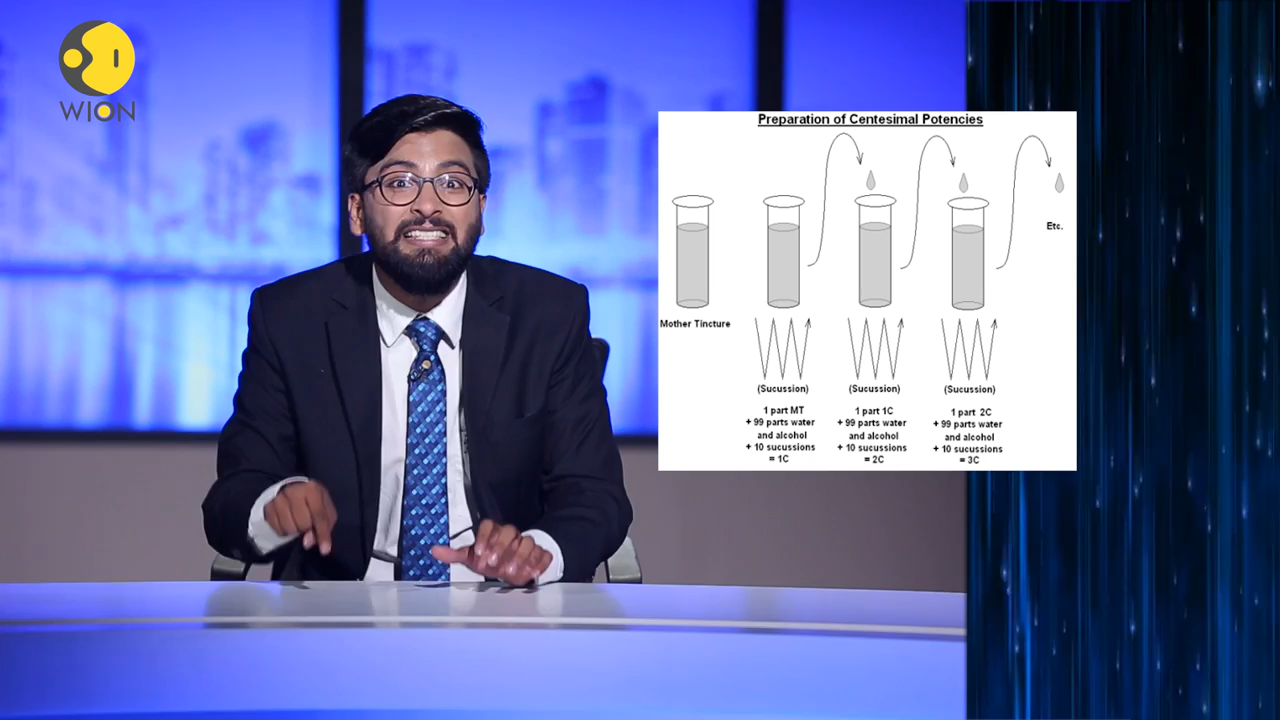 WION
Preparation of Centesimal Potencies
Etc.
Mother Tincture
(Sucussion)
1 part MT
+ 99 parts water
and alcohol
+ 10 sucussions
= 1C
(Sucussion)
1 part 1C
+ 99 parts water
and alcohol
+ 10 sucussions
= 2C
(Sucussion)
1 part 2C
+ 99 parts water
and alcohol
+ 10 sucussions
= 3C